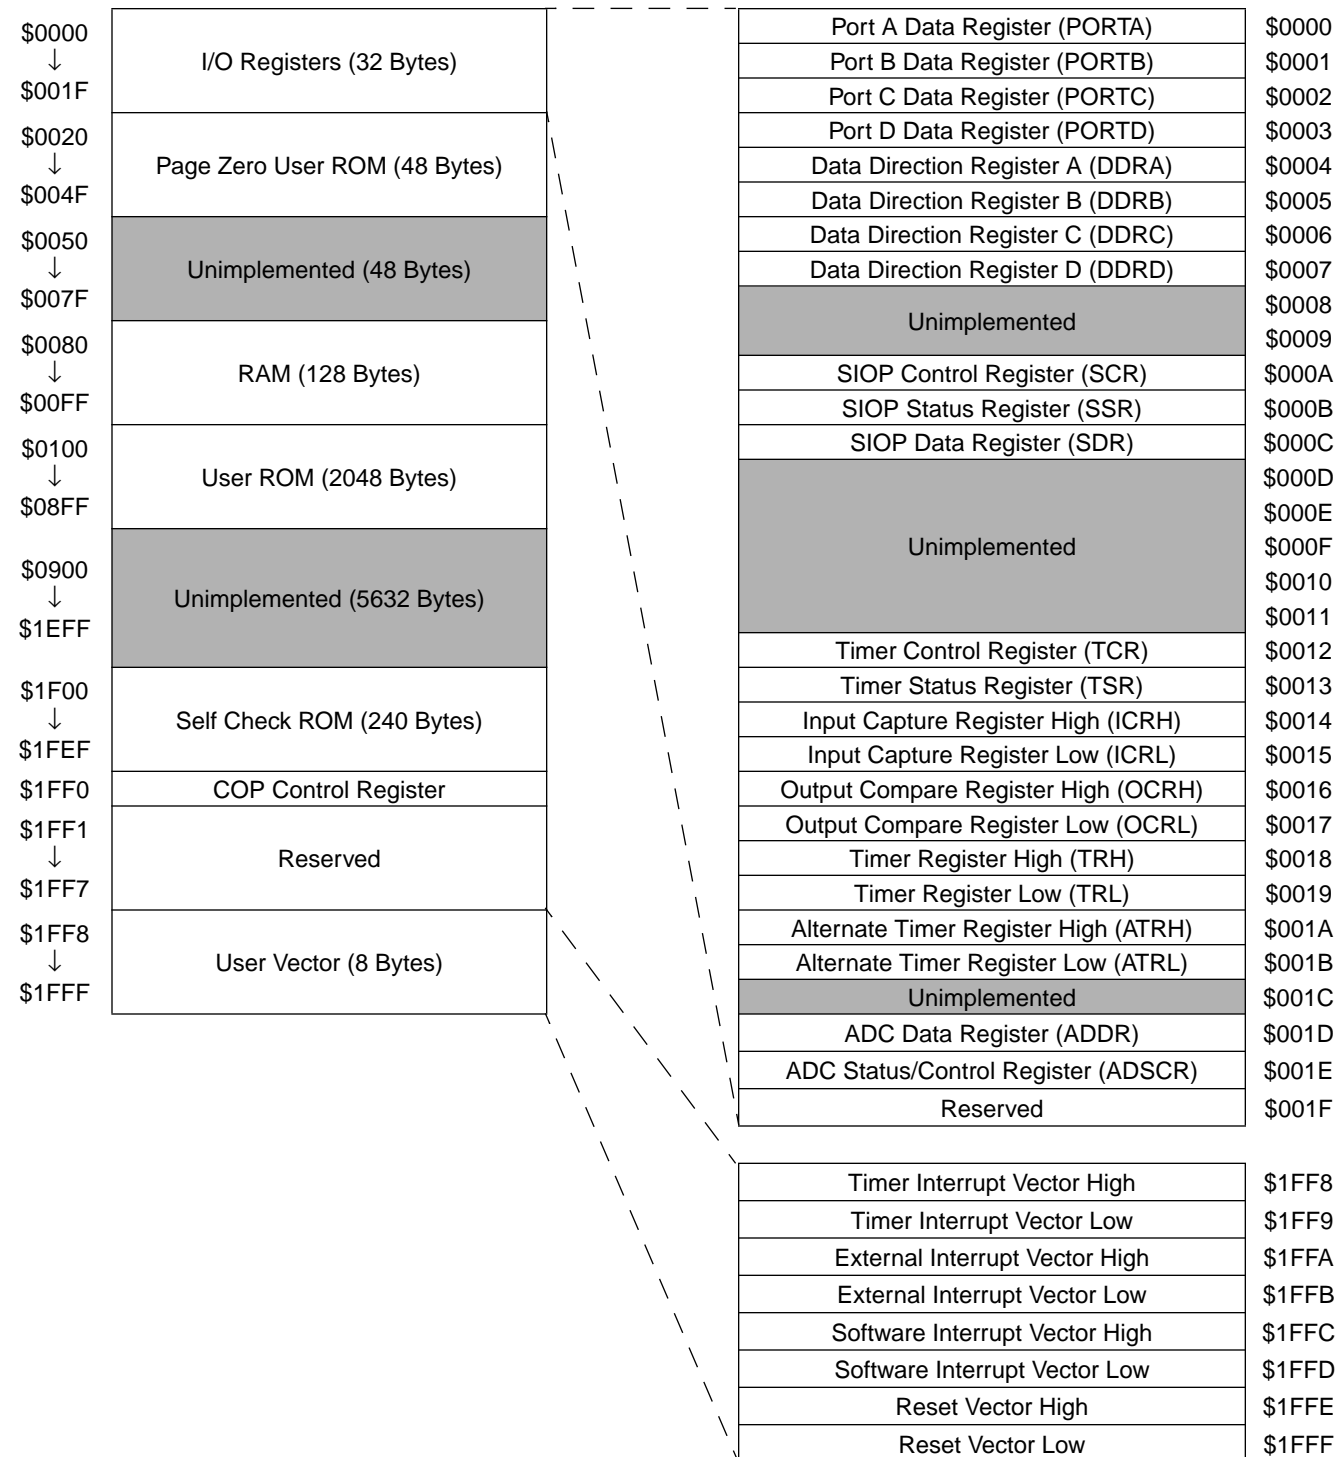 $0000
↓
$001F
I/O Registers (32 Bytes)
$0020
↓
$004F
Page Zero User ROM (48 Bytes)
$0050
↓
$007F
Unimplemented (48 Bytes)
$0080
↓
$00FF
RAM (128 Bytes)
$0100
↓
$08FF
User ROM (2048 Bytes)
$0900
↓
$1EFF
Unimplemented (5632 Bytes)
$1F00
↓
$1FEF
Self Check ROM (240 Bytes)
$1FF0 COP Control Register
$1FF1
↓
$1FF7
Reserved
$1FF8
↓
$1FFF
User Vector (8 Bytes)
Port A Data Register (PORTA) $0000
Port B Data Register (PORTB) $0001
Port C Data Register (PORTC) $0002
Port D Data Register (PORTD) $0003
Data Direction Register A (DDRA) $0004
Data Direction Register B (DDRB) $0005
Data Direction Register C (DDRC) $0006
Data Direction Register D (DDRD) $0007
Unimplemented
$0008
$0009
SIOP Control Register (SCR) $000A
SIOP Status Register (SSR) $000B
SIOP Data Register (SDR) $000C
Unimplemented
$000D
$000E
$000F
$0010
$0011
Timer Control Register (TCR) $0012
Timer Status Register (TSR) $0013
Input Capture Register High (ICRH) $0014
Input Capture Register Low (ICRL) $0015
Output Compare Register High (OCRH) $0016
Output Compare Register Low (OCRL) $0017
Timer Register High (TRH) $0018
Timer Register Low (TRL) $0019
Alternate Timer Register High (ATRH) $001A
Alternate Timer Register Low (ATRL) $001B
Unimplemented $001C
ADC Data Register (ADDR) $001D
ADC Status/Control Register (ADSCR) $001E
Reserved $001F
Timer Interrupt Vector High $1FF8
Timer Interrupt Vector Low $1FF9
External Interrupt Vector High $1FFA
External Interrupt Vector Low $1FFB
Software Interrupt Vector High $1FFC
Software Interrupt Vector Low $1FFD
Reset Vector High $1FFE
Reset Vector Low $1FFF